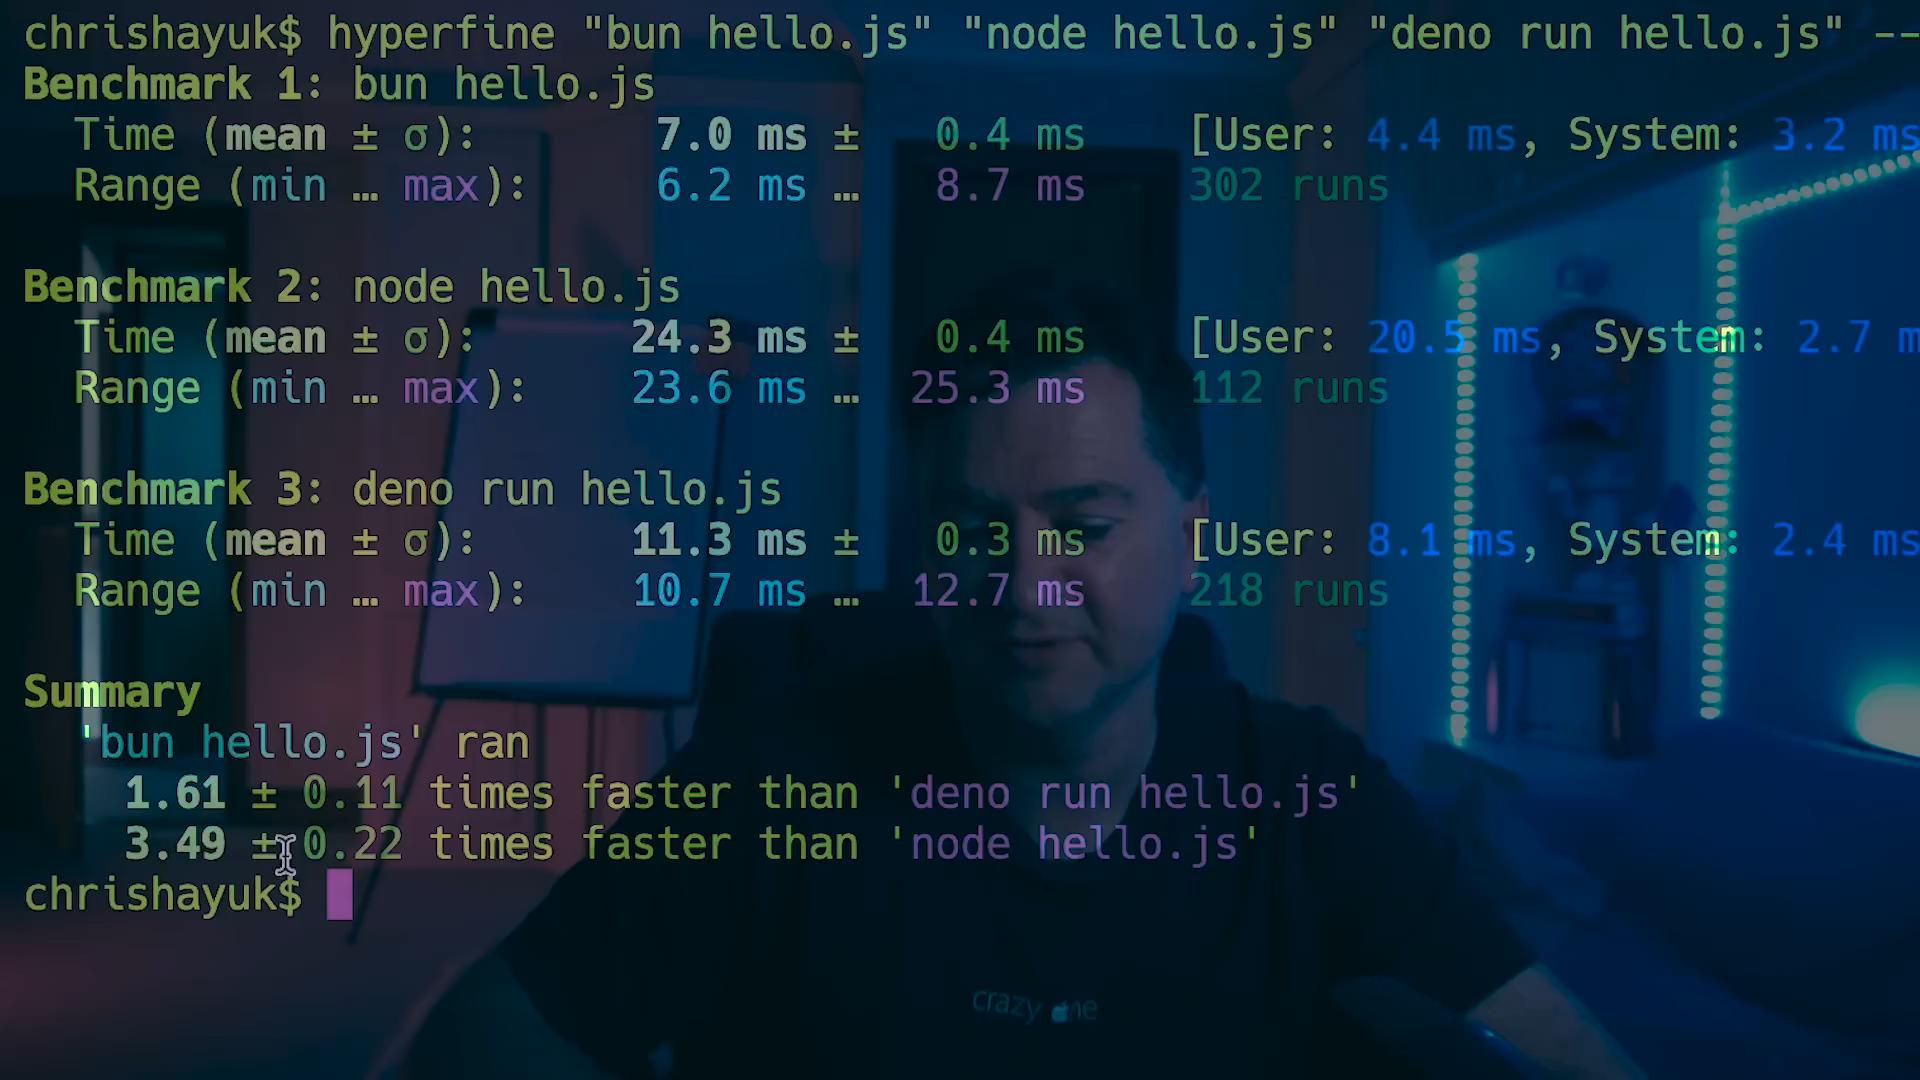 chrishayuk$ hyperfine "bun hello.js" "node hello.js" "deno run hello.js" --
Benchmark 1: bun hello.js
Time (mean ± σ): 7.0 ms ± 0.4 ms [User: 4.4 ms, System: 3.2 ms
Range (min … max): 6.2 ms … 8.7 ms 302 runs
Benchmark 2: node hello.js
Time (mean ± σ): 24.3 ms ± 0.4 ms [User: 20.5 ms, System: 2.7 m
Range (min … max): 23.6 ms … 25.3 ms 112 runs
Benchmark 3: deno run hello.js
Time (mean ± σ): 11.3 ms ± 0.3 ms [User: 8.1 ms, System: 2.4 ms
Range (min … max): 10.7 ms … 12.7 ms 218 runs
Summary
'bun hello.js' ran
1.61 ± 0.11 times faster than 'deno run hello.js'
3.49 ± 0.22 times faster than 'node hello.js'
chrishayuk$
crazy me